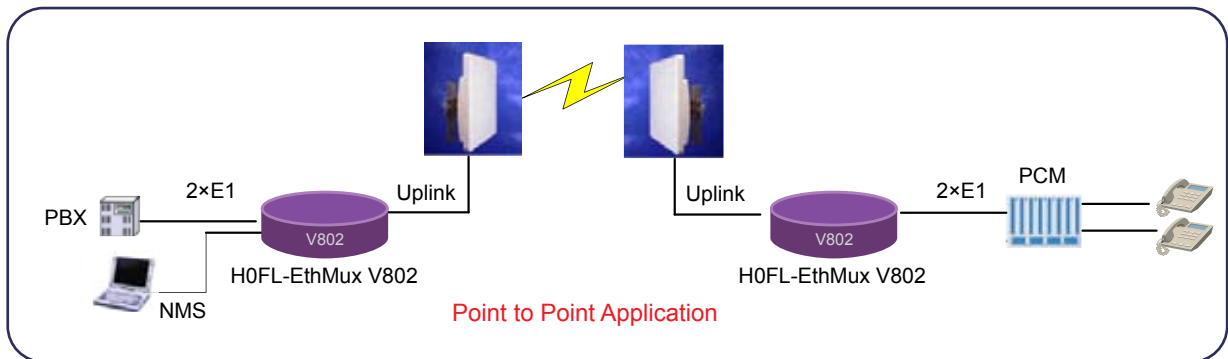 PBX
2×E1
Uplink
V802
H0FL-EthMux V802
NMS
Uplink
2×E1
PCM
V802
H0FL-EthMux V802
Point to Point Application